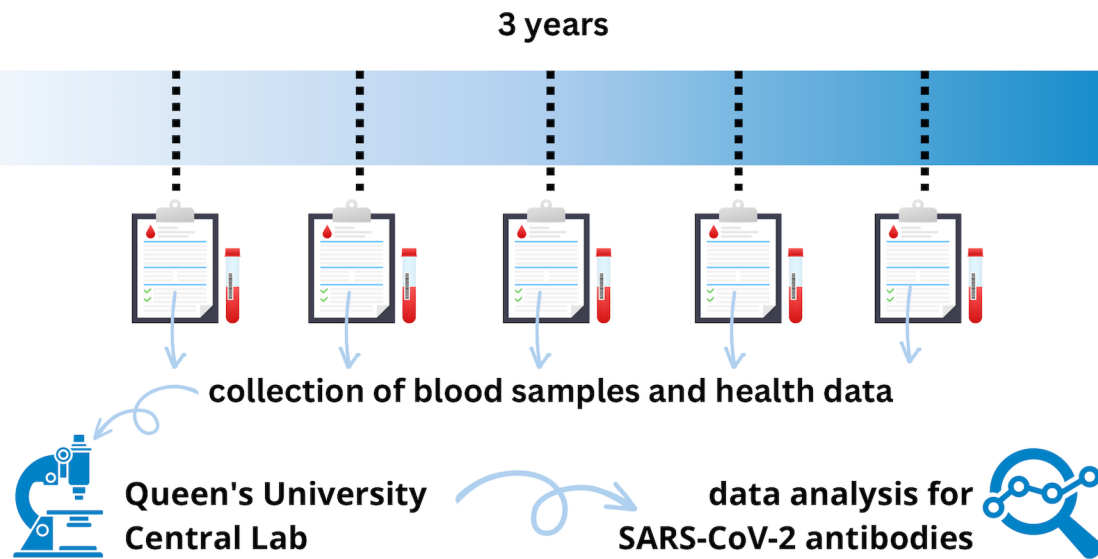 3 years
collection of blood samples and health data
Queen's University
Central Lab
data analysis for
SARS-CoV-2 antibodies